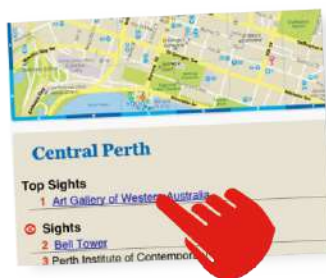 Central Perth
Top Sights
1 Art Gallery of Western Australia
Sights
2 Bell Tower
3 Perth Institute of Contempor